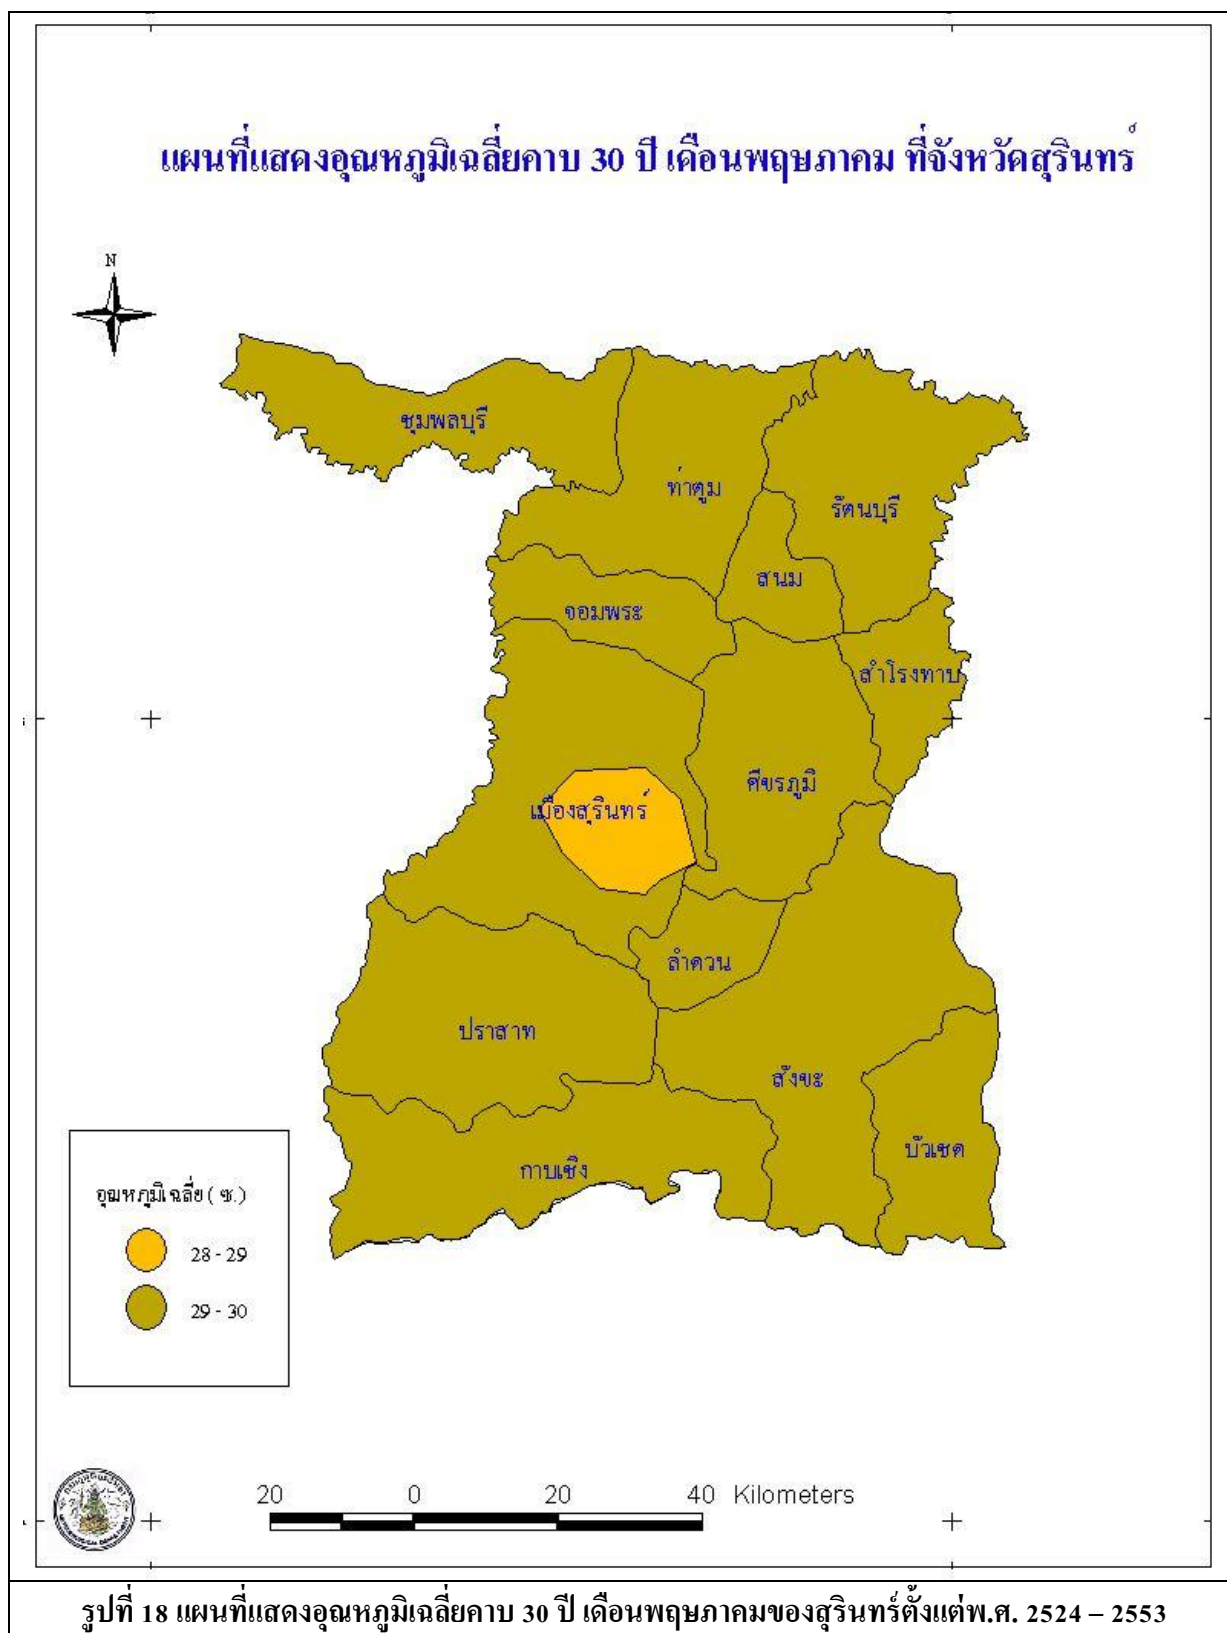 แผนที่แสดงอุณหภูมิเฉลี่ยคาบ 30 ปี เดือนพฤษภาคม ที่จังหวัดสุรินทร์
N
ชุมพลบุรี
ท่าตูม
รัตนบุรี
สนม
จอมพระ
สำโรงทาบ
ศีขรภูมิ
เมืองสุรินทร์
ลำดวน
ปราสาท
สังขะ
บัวเชด
กาบเชิง
อุฌหภูมิเฉลี่ย ( ซ.)
28 - 29
29 - 30
20 0 20 40 Kilometers
รูปที่ 18 แผนที่แสดงอุณหภูมิเฉลี่ยคาบ 30 ปี เดือนพฤษภาคมของสุรินทร์ตั้งแต่พ.ศ. 2524 – 2553